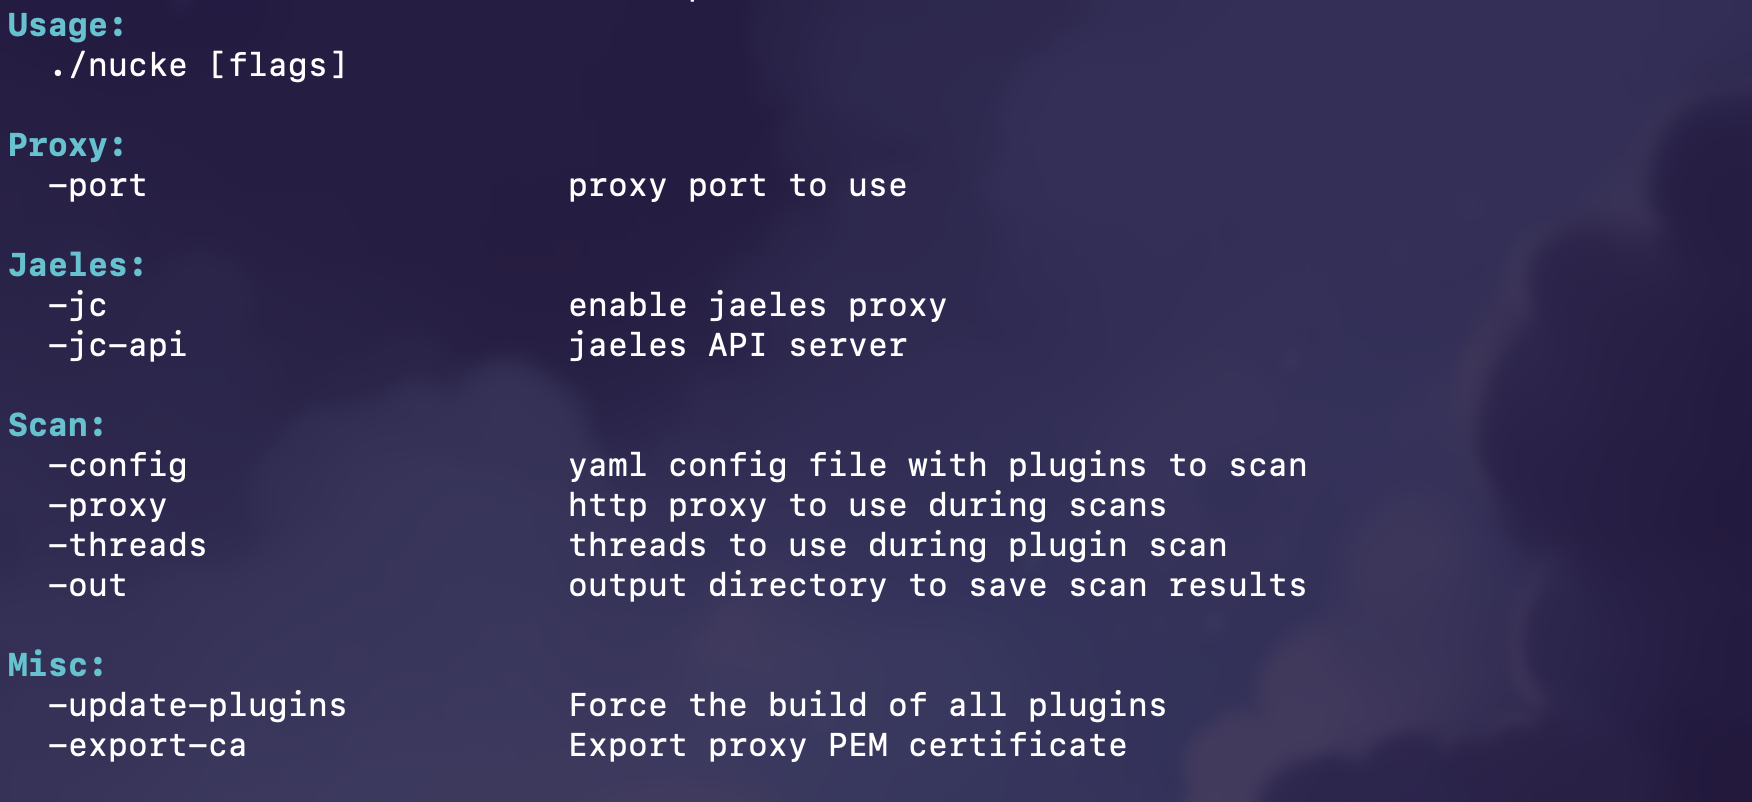 Usage:
./nucke [flags]
Proxy:
-port proxy port to use
Jaeles:
-jc enable jaeles proxy
-jc-api jaeles API server
Scan:
-config yaml config file with plugins to scan
-proxy http proxy to use during scans
-threads threads to use during plugin scan
-out output directory to save scan results
Misc:
-update-plugins Force the build of all plugins
-export-ca Export proxy PEM certificate